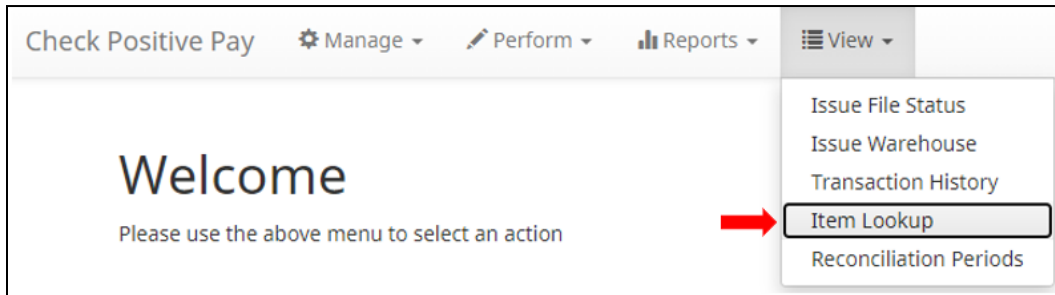 Check Positive Pay Manage Perform Reports View
Issue File Status
Issue Warehouse
Welcome
Transaction History
Item Lookup
Please use the above menu to select an action
Reconciliation Periods